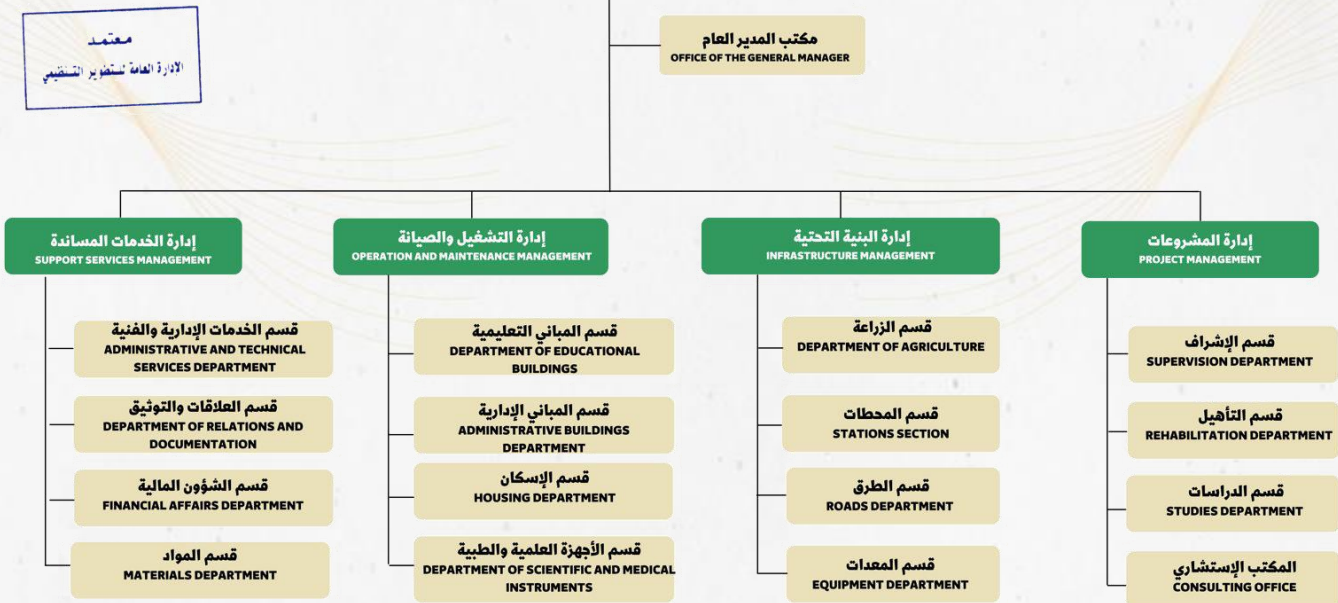 معتمد
الإدارة العامة للتطوير التنظيمي
مكتب المدير العام
OFFICE OF THE GENERAL MANAGER
إدارة المشروعات
PROJECT MANAGEMENT
قسم الإشراف
SUPERVISION DEPARTMENT
قسم التأهيل
REHABILITATION DEPARTMENT
قسم الدراسات
STUDIES DEPARTMENT
المكتب الإستشاري
CONSULTING OFFICE
إدارة البنية التحتية
INFRASTRUCTURE MANAGEMENT
قسم الزراعة
DEPARTMENT OF AGRICULTURE
قسم المحطات
STATIONS SECTION
قسم الطرق
ROADS DEPARTMENT
قسم المعدات
EQUIPMENT DEPARTMENT
إدارة التشغيل والصيانة
OPERATION AND MAINTENANCE MANAGEMENT
قسم المباني التعليمية
DEPARTMENT OF EDUCATIONAL
BUILDINGS
قسم المباني الإدارية
ADMINISTRATIVE BUILDINGS
DEPARTMENT
قسم الإسكان
HOUSING DEPARTMENT
قسم الأجهزة العلمية والطبية
DEPARTMENT OF SCIENTIFIC AND MEDICAL
INSTRUMENTS
إدارة الخدمات المساندة
SUPPORT SERVICES MANAGEMENT
قسم الخدمات الإدارية والفنية
ADMINISTRATIVE AND TECHNICAL
SERVICES DEPARTMENT
قسم العلاقات والتوثيق
DEPARTMENT OF RELATIONS AND
DOCUMENTATION
قسم الشؤون المالية
FINANCIAL AFFAIRS DEPARTMENT
قسم المواد
MATERIALS DEPARTMENT